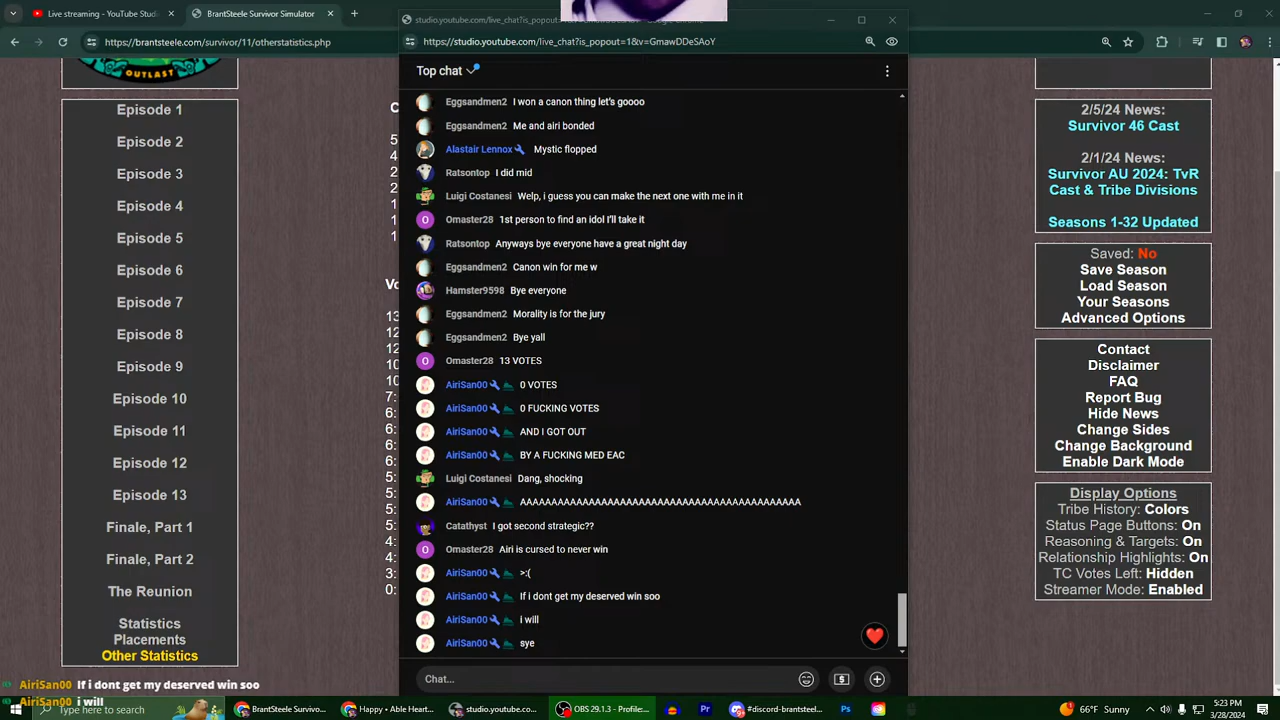 Live streaming - YouTube Studio
BrantSteele Survivor Simulator
studio.youtube.com/live_chat?is_popout=1&v=GmawDDeSAoY - Google Chrome
https://brantsteele.com/survivor/11/otherstatistics.php
https://studio.youtube.com/live_chat?is_popout=1&v=GmawDDeSAoY
Top chat
OUTLAST
Episode 1
Episode 2
Episode 3
Episode 4
Episode 5
Episode 6
Episode 7
Episode 8
Episode 9
Episode 10
Episode 11
Episode 12
Episode 13
Finale, Part 1
Finale, Part 2
The Reunion
Statistics
Placements
Other Statistics
Eggsandmen2 I won a canon thing let's goooo
Eggsandmen2 Me and airi bonded
Alastair Lennox Mystic flopped
Ratsontop I did mid
Luigi Costanesi Welp, i guess you can make the next one with me in it
Omaster28 1st person to find an idol I'll take it
Ratsontop Anyways bye everyone have a great night day
Eggsandmen2 Canon win for me w
Hamster9598 Bye everyone
Eggsandmen2 Morality is for the jury
Eggsandmen2 Bye yall
Omaster28 13 VOTES
AiriSan00 0 VOTES
AiriSan00 0 FUCKING VOTES
AiriSan00 AND I GOT OUT
AiriSan00 BY A FUCKING MED EAC
Luigi Costanesi Dang, shocking
AiriSan00 AAAAAAAAAAAAAAAAAAAAAAAAAAAAAAAAAAAAAAAAAAAAA
Catathyst I got second strategic??
Omaster28 Airi is cursed to never win
AiriSan00 >:(
AiriSan00 If i dont get my deserved win soo
AiriSan00 i will
AiriSan00 sye
Chat...
2/5/24 News:
Survivor 46 Cast
2/1/24 News:
Survivor AU 2024: TvR
Cast & Tribe Divisions
Seasons 1-32 Updated
Saved: No
Save Season
Load Season
Your Seasons
Advanced Options
Contact
Disclaimer
FAQ
Report Bug
Hide News
Change Sides
Change Background
Enable Dark Mode
Display Options
Tribe History: Colors
Status Page Buttons: On
Reasoning & Targets: On
Relationship Highlights: On
TC Votes Left: Hidden
Streamer Mode: Enabled
AiriSan00 If i dont get my deserved win soo
AiriSan00 i will
Type here to search
BrantSteele Survivo...
Happy • Able Heart...
studio.youtube.co...
OBS 29.1.3 - Profile:...
#discord-brantsteel...
66°F Sunny
5:23 PM
3/28/2024